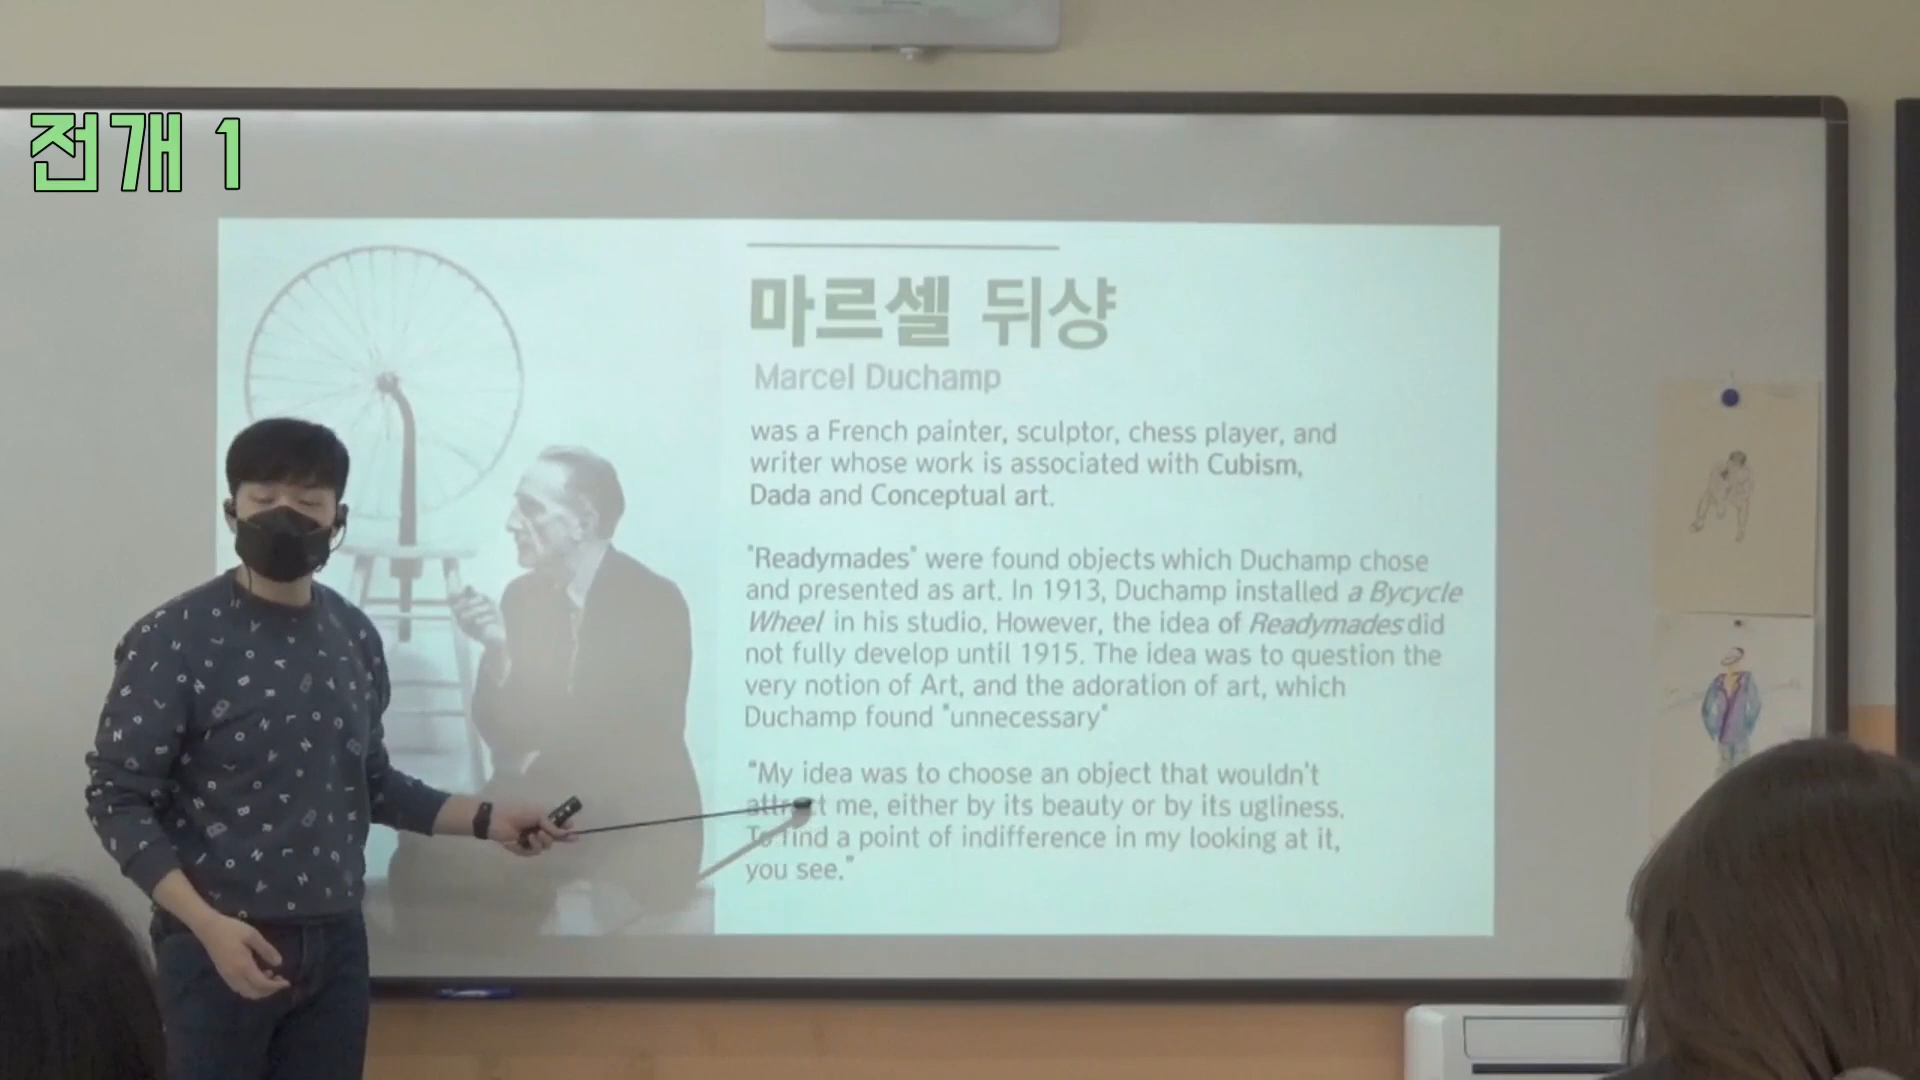 전개 1
마르셀 뒤샹
Marcel Duchamp
was a French painter, sculptor, chess player, and
writer whose work is associated with Cubism,
Dada and Conceptual art.
"Readymades" were found objects which Duchamp chose
and presented as art. In 1913, Duchamp installed a Bycycle
Wheel in his studio. However, the idea of Readymades did
not fully develop until 1915. The idea was to question the
very notion of Art, and the adoration of art, which
Duchamp found "unnecessary"
"My idea was to choose an object that wouldn't
attract me, either by its beauty or by its ugliness.
To find a point of indifference in my looking at it,
you see."